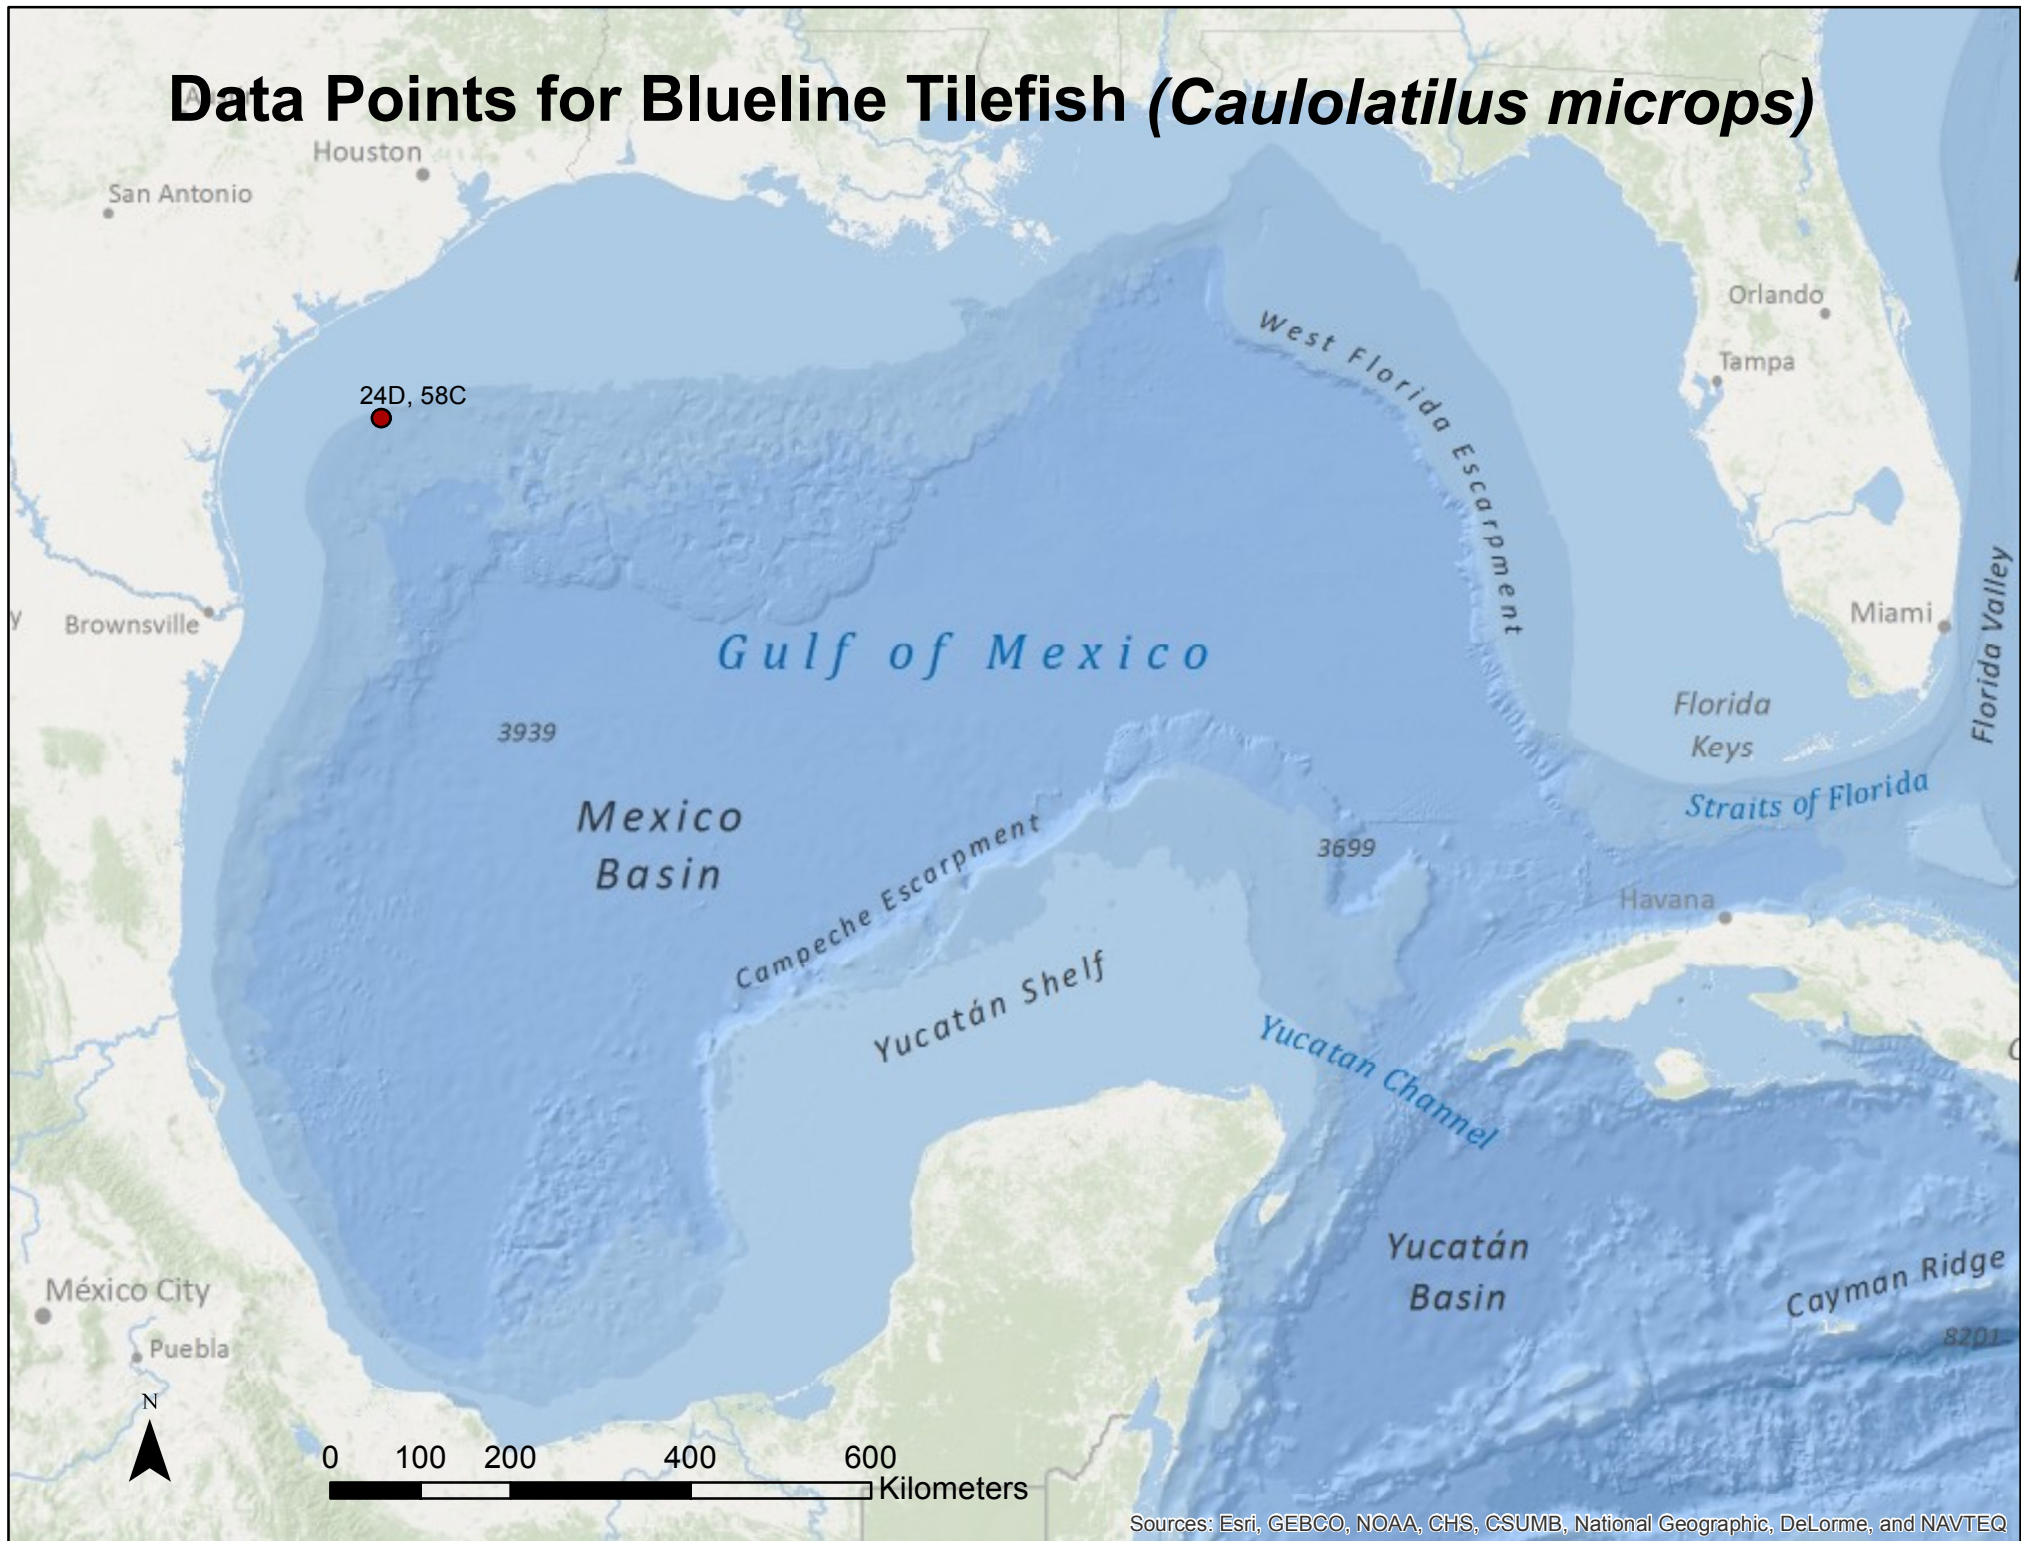 Data Points for Blueline Tilefish (Caulolatilus microps)
Houston
San Antonio
Orlando
Tampa
West Florida Escarpment
24D, 58C
Brownsville
Miami
Florida Valley
Gulf of Mexico
Florida
Keys
3939
Straits of Florida
Mexico
Basin
Campeche Escarpment
3699
Havana
Yucatán Shelf
Yucatan Channel
Yucatán
Basin
Cayman Ridge
8201
México City
Puebla
N
0 100 200 400 600
Kilometers
Sources: Esri, GEBCO, NOAA, CHS, CSUMB, National Geographic, DeLorme, and NAVTEQ